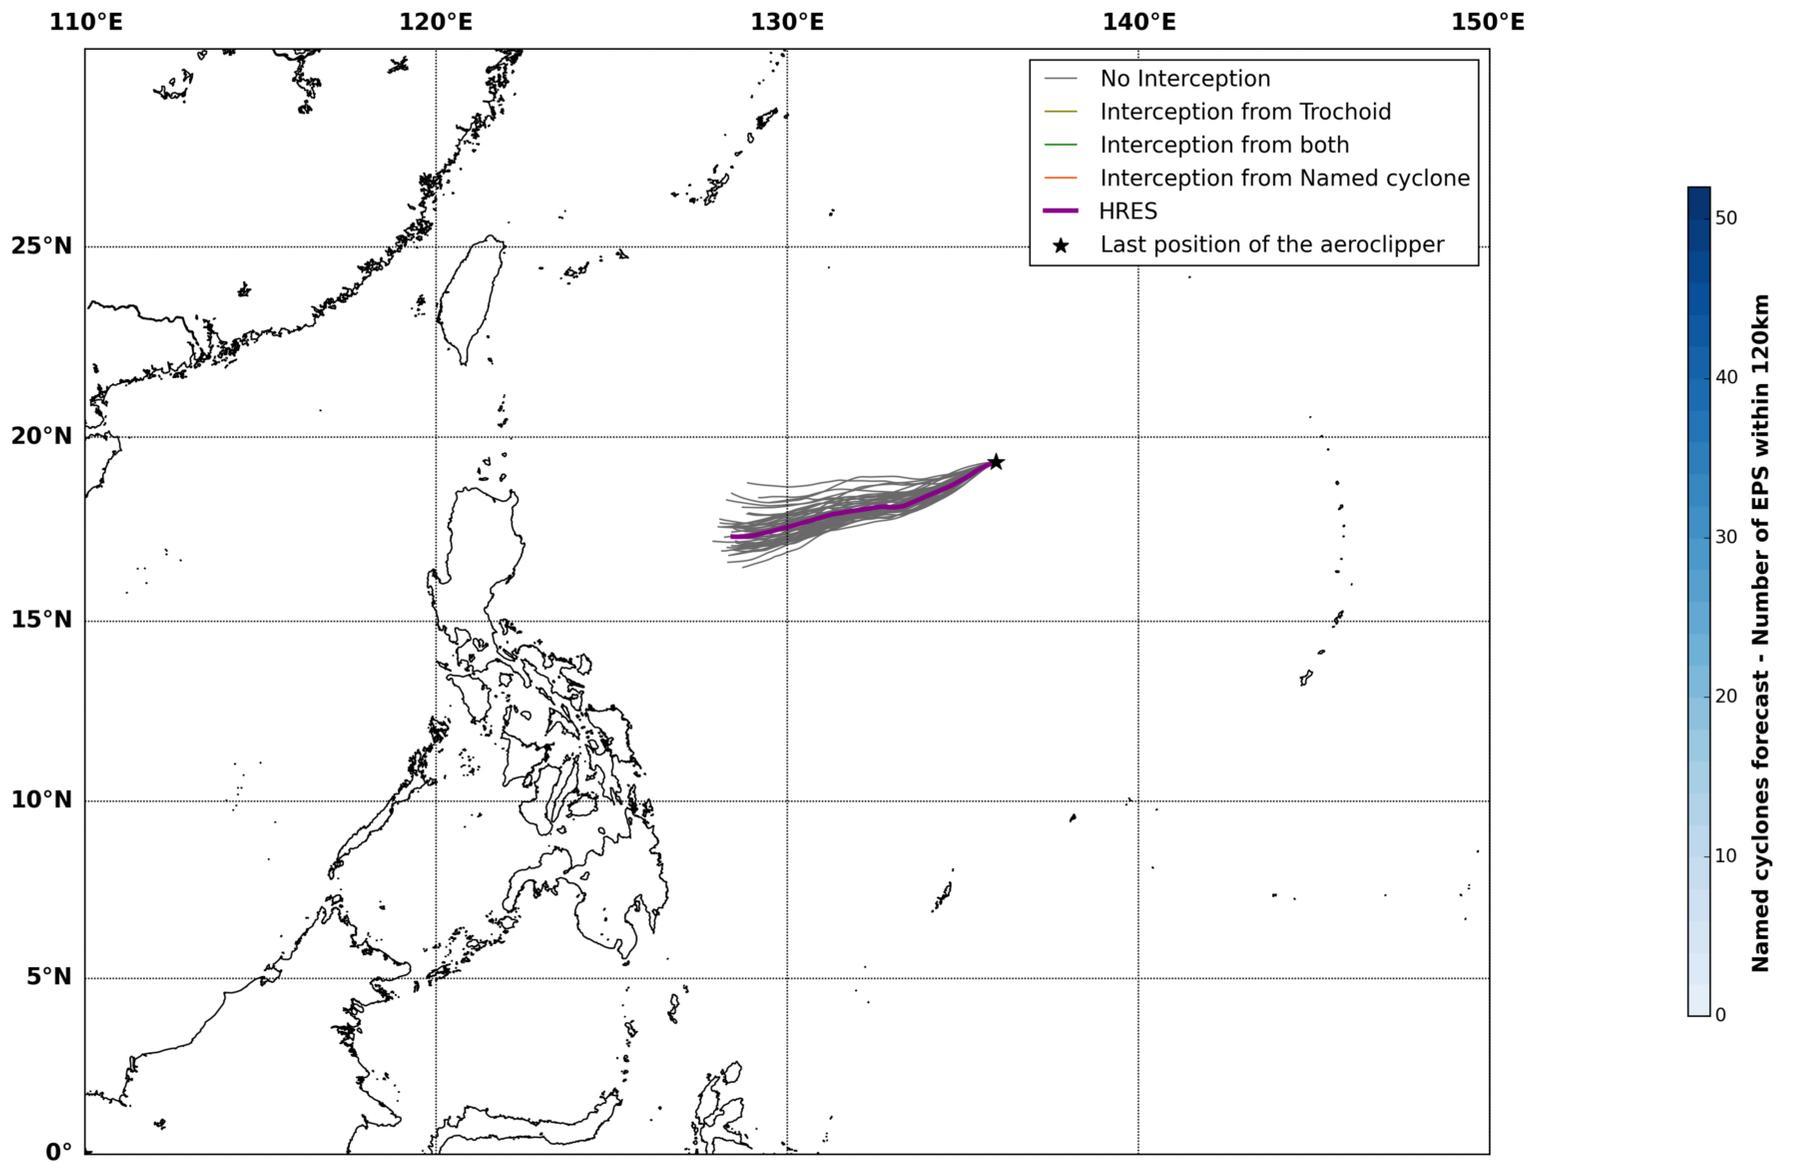 110°E 120°E 130°E 140°E 150°E
No Interception
Interception from Trochoid
Interception from both
Interception from Named cyclone
HRES
Last position of the aeroclipper
25°N
20°N
15°N
10°N
5°N
0°
50
40
30
20
10
0
Named cyclones forecast - Number of EPS within 120km